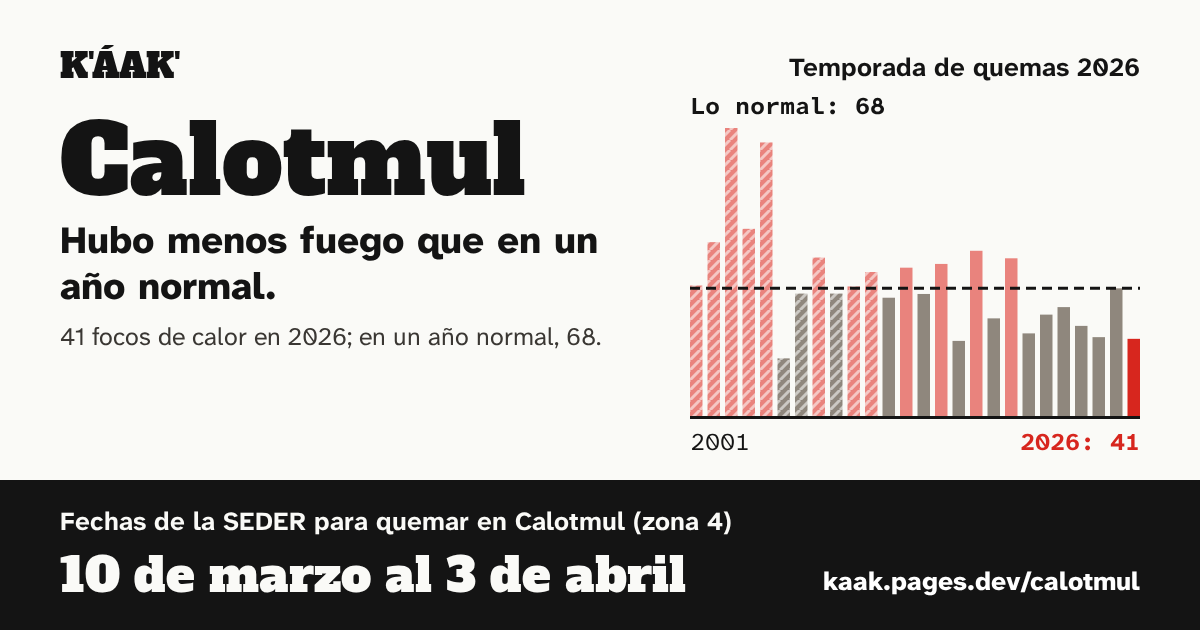 K'ÁAK'
Calotmul
Hubo menos fuego que en un
año normal.
41 focos de calor en 2026; en un año normal, 68.
Temporada de quemas 2026
Lo normal: 68
2001
2026: 41
Fechas de la SEDER para quemar en Calotmul (zona 4)
10 de marzo al 3 de abril
kaak.pages.dev/calotmul